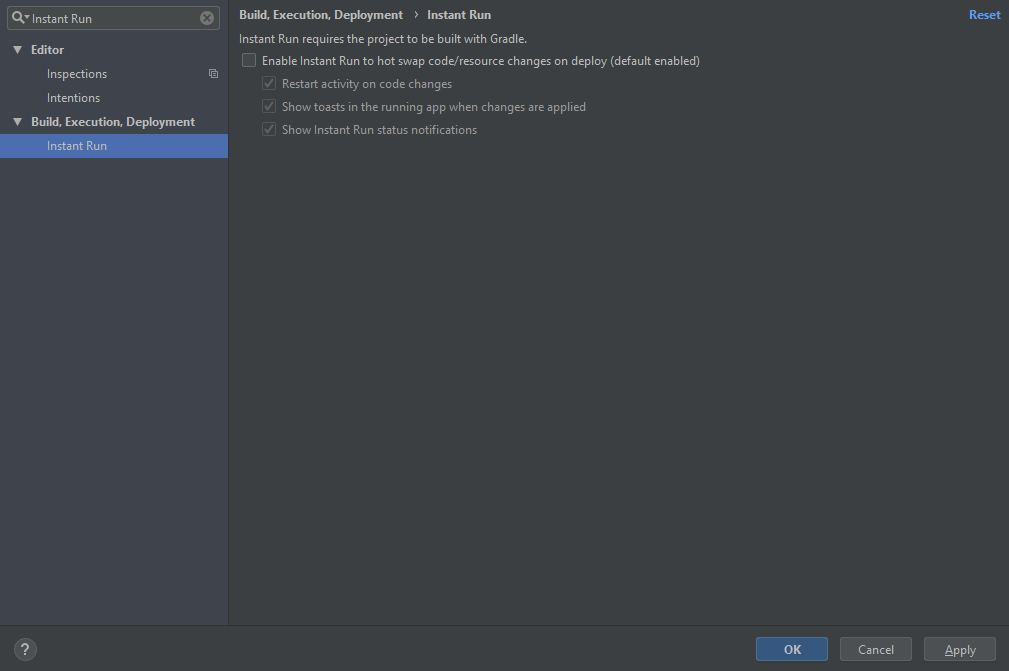 Instant Run
Editor
Inspections
Intentions
Build, Execution, Deployment
Instant Run
Build, Execution, Deployment › Instant Run
Reset
Instant Run requires the project to be built with Gradle.
Enable Instant Run to hot swap code/resource changes on deploy (default enabled)
Restart activity on code changes
Show toasts in the running app when changes are applied
Show Instant Run status notifications
?
OK
Cancel
Apply